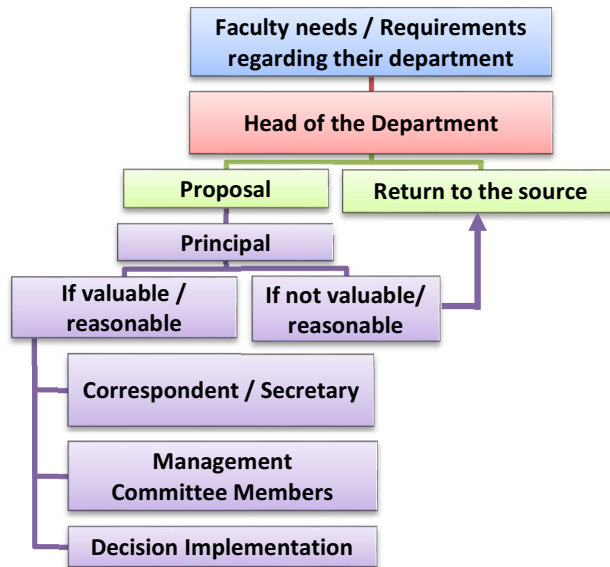 Faculty needs / Requirements
regarding their department
Head of the Department
Proposal
Return to the source
Principal
If valuable /
reasonable
If not valuable/
reasonable
Correspondent / Secretary
Management
Committee Members
Decision Implementation